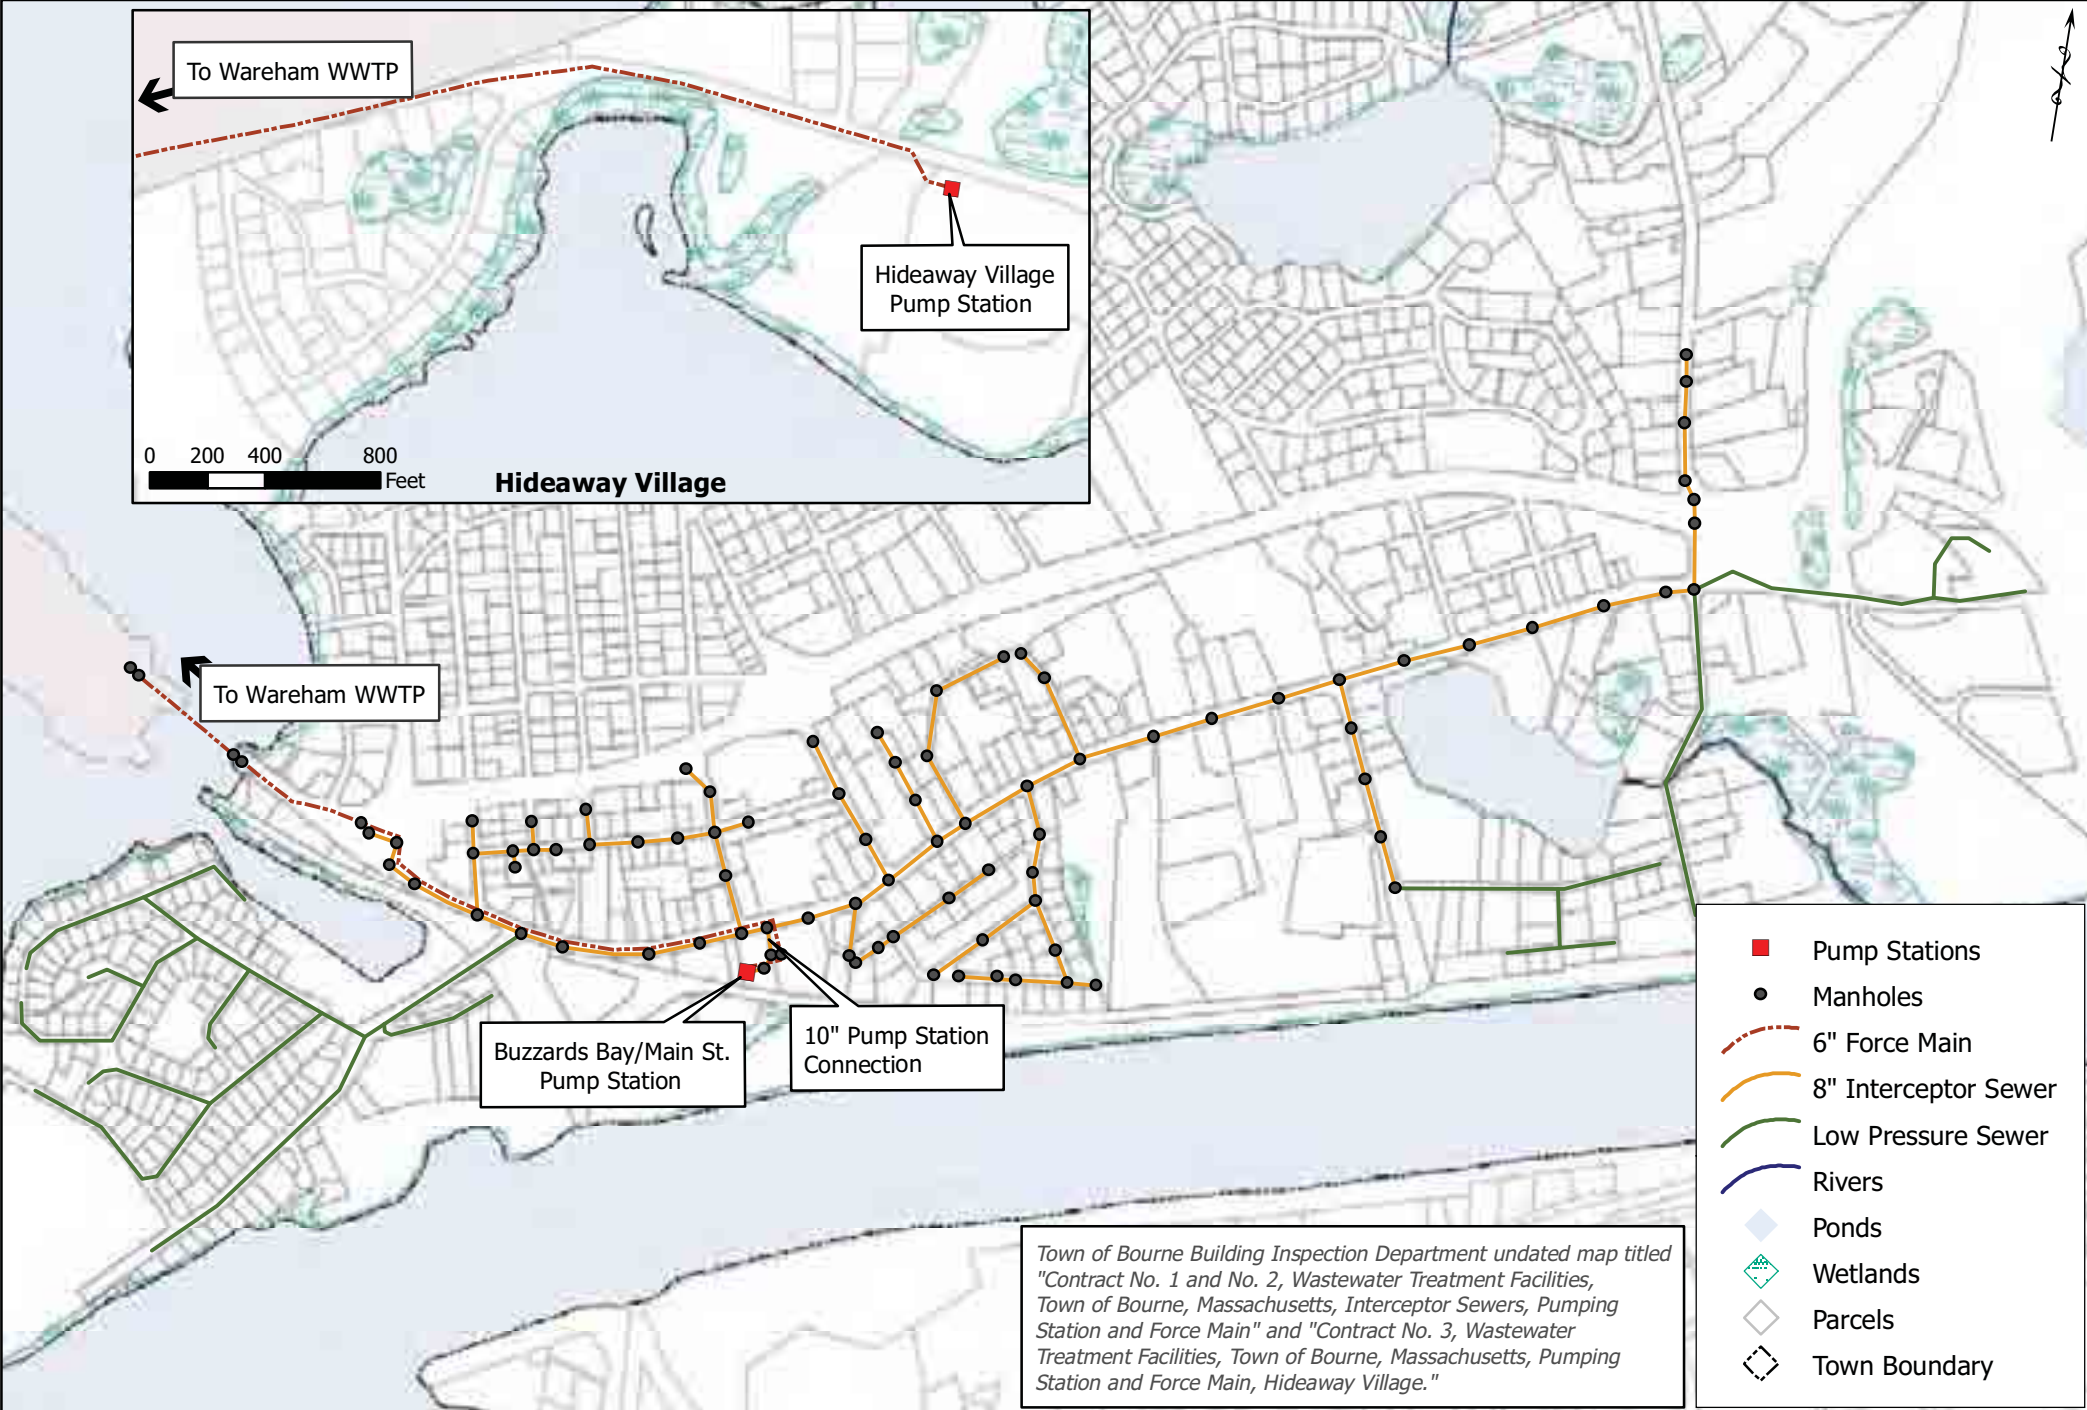 To Wareham WWTP
Hideaway Village
Pump Station
0 200 400 800
Feet
Hideaway Village
To Wareham WWTP
Buzzards Bay/Main St.
Pump Station
10" Pump Station
Connection
Pump Stations
Manholes
6" Force Main
8" Interceptor Sewer
Low Pressure Sewer
Rivers
Ponds
Wetlands
Parcels
Town Boundary
Town of Bourne Building Inspection Department undated map titled
"Contract No. 1 and No. 2, Wastewater Treatment Facilities,
Town of Bourne, Massachusetts, Interceptor Sewers, Pumping
Station and Force Main" and "Contract No. 3, Wastewater
Treatment Facilities, Town of Bourne, Massachusetts, Pumping
Station and Force Main, Hideaway Village."